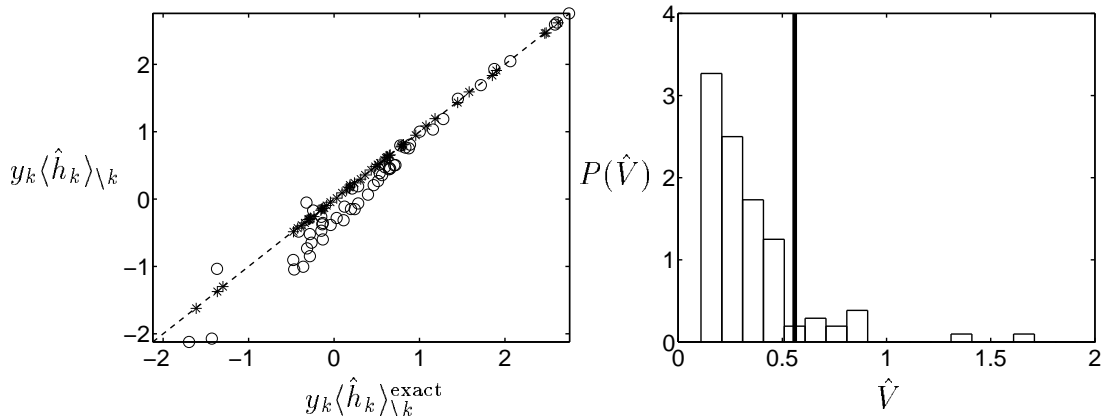 2
1
0
−1
−2
y_k⟨ĥ_k⟩_{\k}
−2 −1 0 1 2
y_k⟨ĥ_k⟩_{\k}^{exact}
4
3
2
1
0
P(V̂)
0 0.5 1 1.5 2
V̂